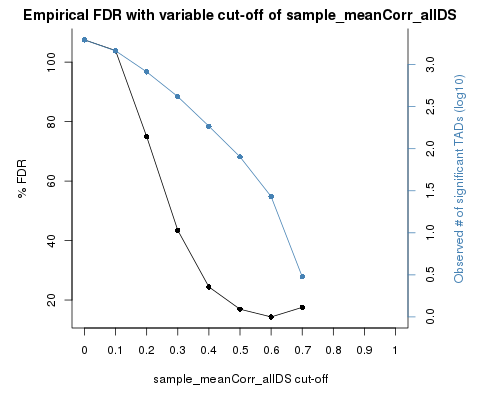 Empirical FDR with variable cut-off of sample_meanCorr_allDS
% FDR
100
80
60
40
20
3.0
2.5
2.0
1.5
1.0
0.5
0.0
Observed # of significant TADs (log10)
0 0.1 0.2 0.3 0.4 0.5 0.6 0.7 0.8 0.9 1
sample_meanCorr_allDS cut-off